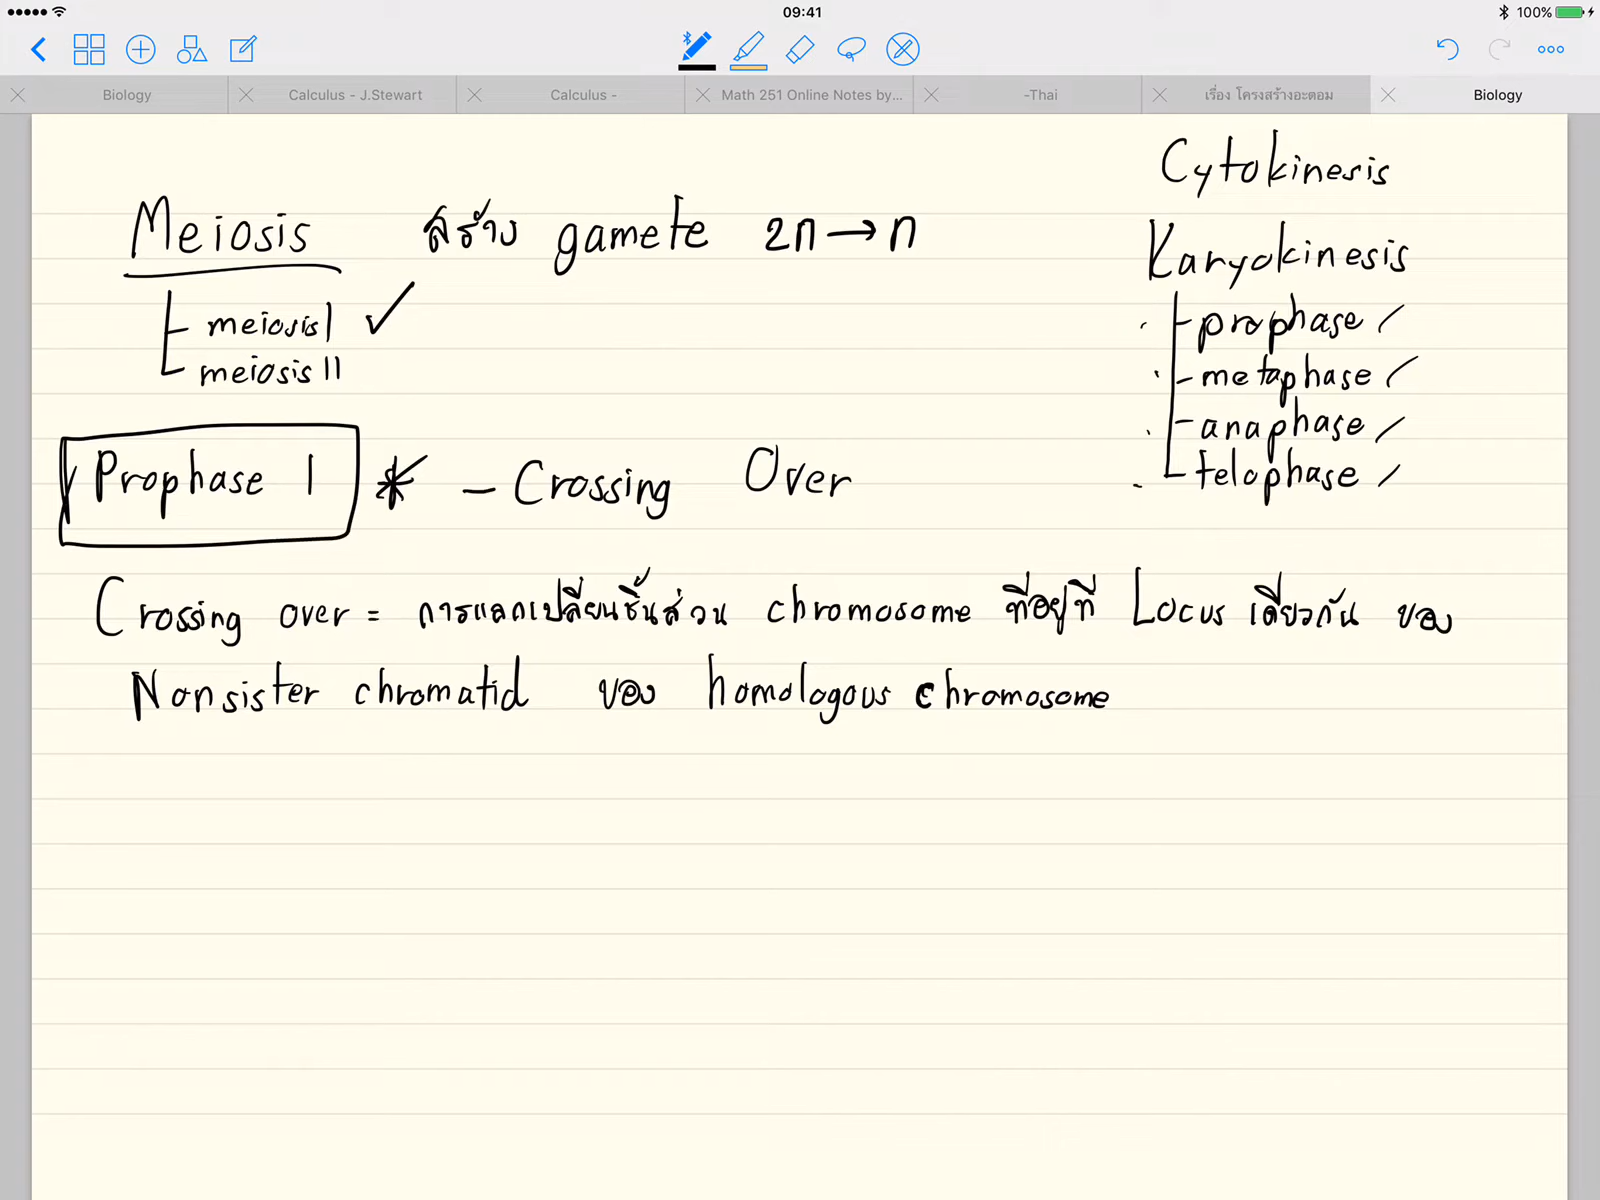 09:41
100%
Biology
Calculus - J.Stewart
Calculus -
Math 251 Online Notes by...
-Thai
เรื่อง โครงสร้างอะตอม
Biology
Cytokinesis
Meiosis สร้าง gamete 2n → n
Karyokinesis
meiosis I ✓
prophase
meiosis II
metaphase
anaphase
telophase
Prophase I * - Crossing Over
Crossing over = การแลกเปลี่ยนชิ้นส่วน chromosome ที่อยู่ที่ Locus เดียวกัน ของ
Nonsister chromatid ของ homologous chromosome